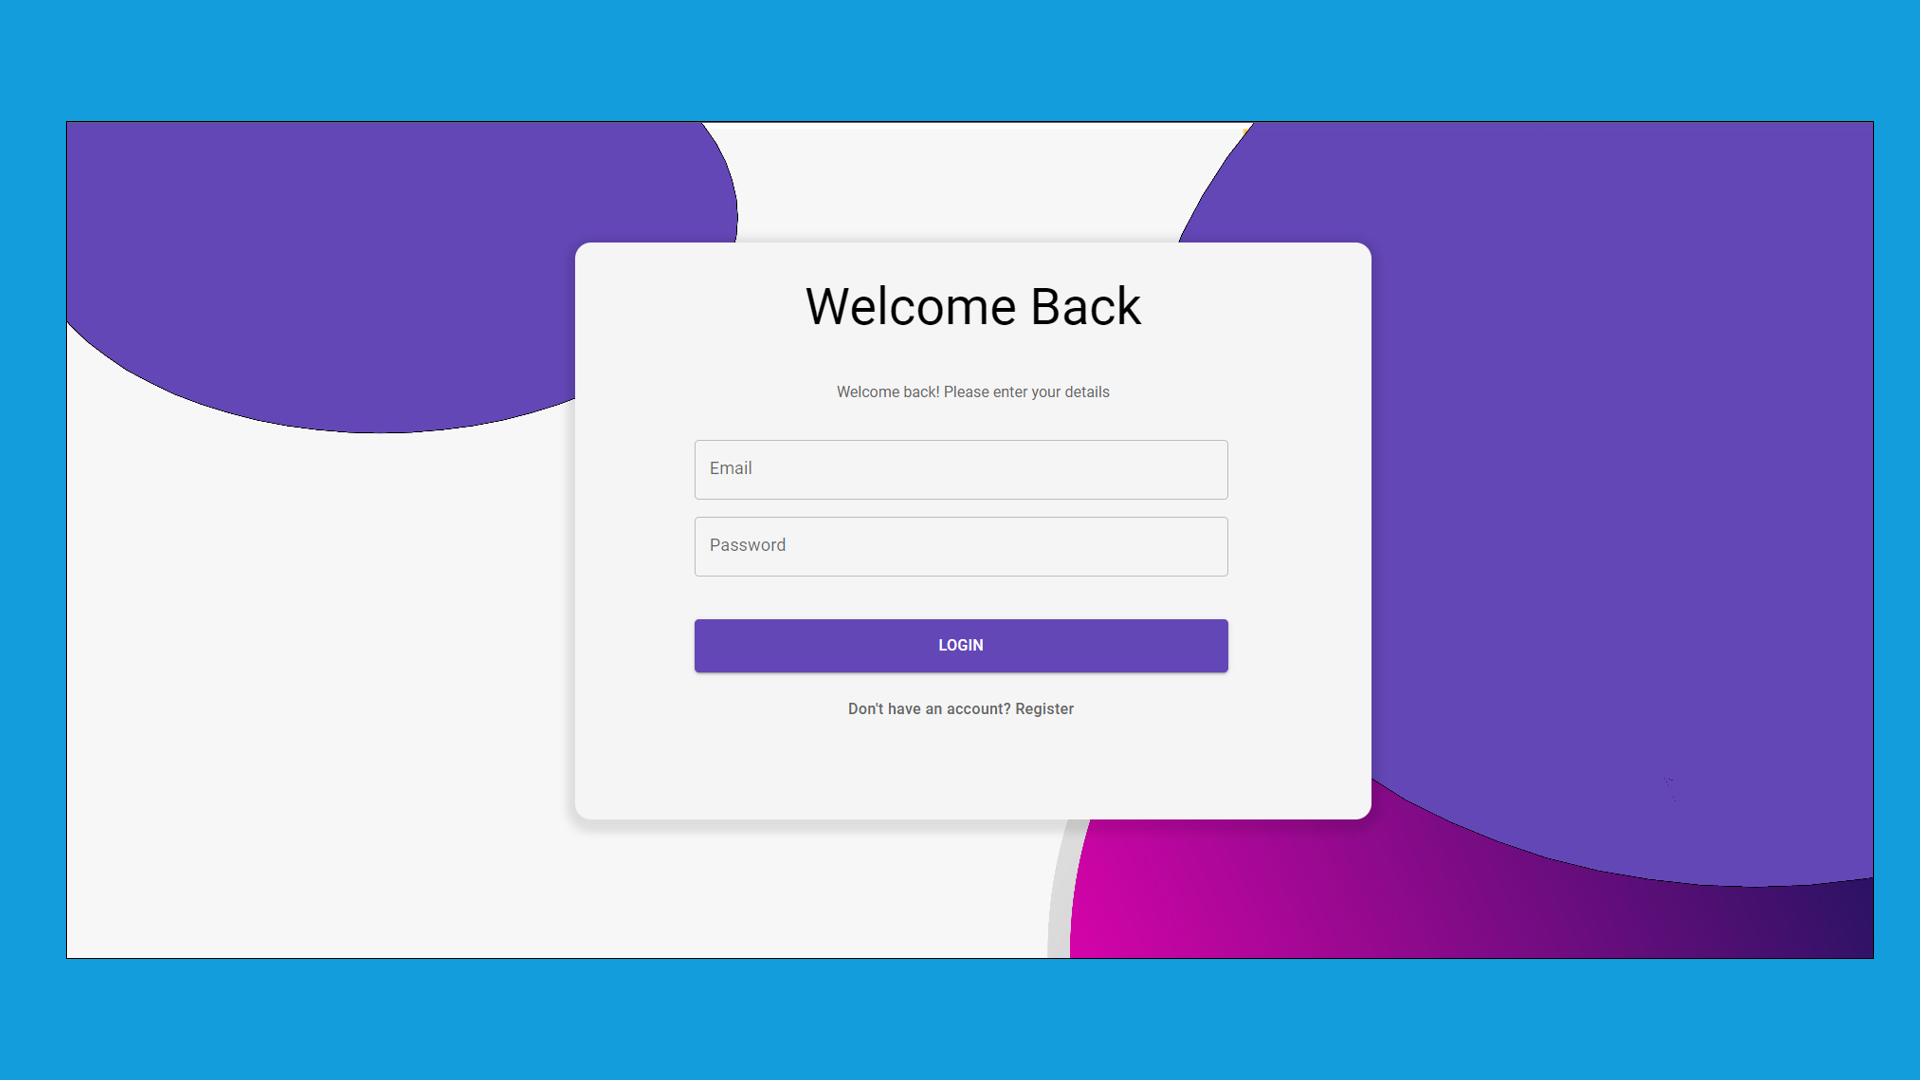 Welcome Back
Welcome back! Please enter your details
Email
Password
LOGIN
Don't have an account? Register